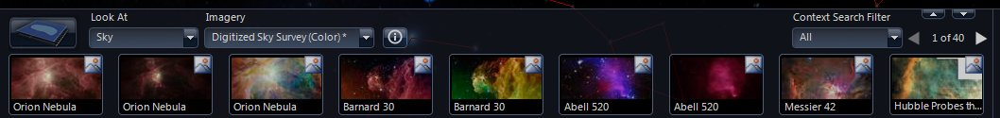 Look At
Imagery
Context Search Filter
Sky
Digitized Sky Survey (Color) *
All
1 of 40
Orion Nebula
Orion Nebula
Orion Nebula
Barnard 30
Barnard 30
Abell 520
Abell 520
Messier 42
Hubble Probes th...